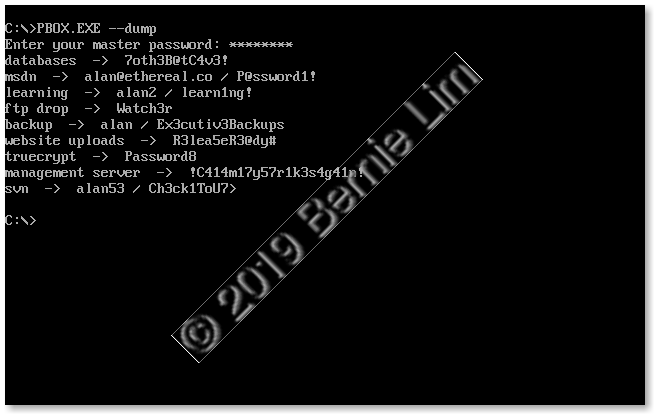 C:\>PBOX.EXE --dump
Enter your master password: ********
databases  ->  7oth3B@tC4v3!
msdn  ->  alan@ethereal.co / P@ssword1!
learning  ->  alan2 / learn1ng!
ftp drop  ->  Watch3r
backup  ->  alan / Ex3cutiv3Backups
website uploads  ->  R3lea5eR3@dy#
truecrypt  ->  Password8
management server  ->  !C414m17y57r1k3s4g41n!
svn  ->  alan53 / Ch3ck1ToU7>
C:\>
© 2019 Bernie Lim